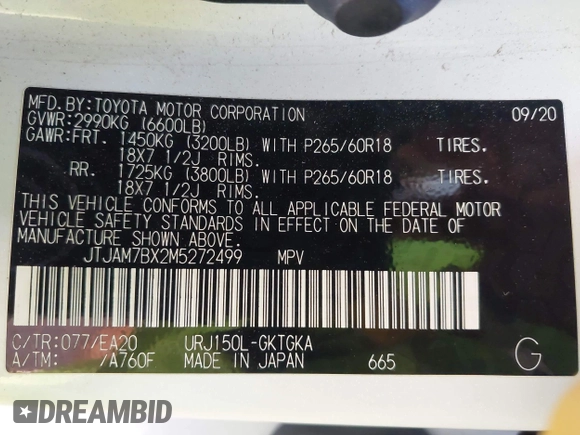 MFD.BY:TOYOTA MOTOR CORPORATION 09/20
GVWR:2990KG (6600LB)
GAWR:FRT. 1450KG (3200LB) WITH P265/60R18 TIRES.
18X7 1/2J RIMS.
RR. 1725KG (3800LB) WITH P265/60R18 TIRES.
18X7 1/2J RIMS.
THIS VEHICLE CONFORMS TO ALL APPLICABLE FEDERAL MOTOR
VEHICLE SAFETY STANDARDS IN EFFECT ON THE DATE OF
MANUFACTURE SHOWN ABOVE.
JTJAM7BX2M5272499 MPV
C/TR:077/EA20 URJ150L-GKTGKA
A/TM: /A760F MADE IN JAPAN 665 G
DREAMBID